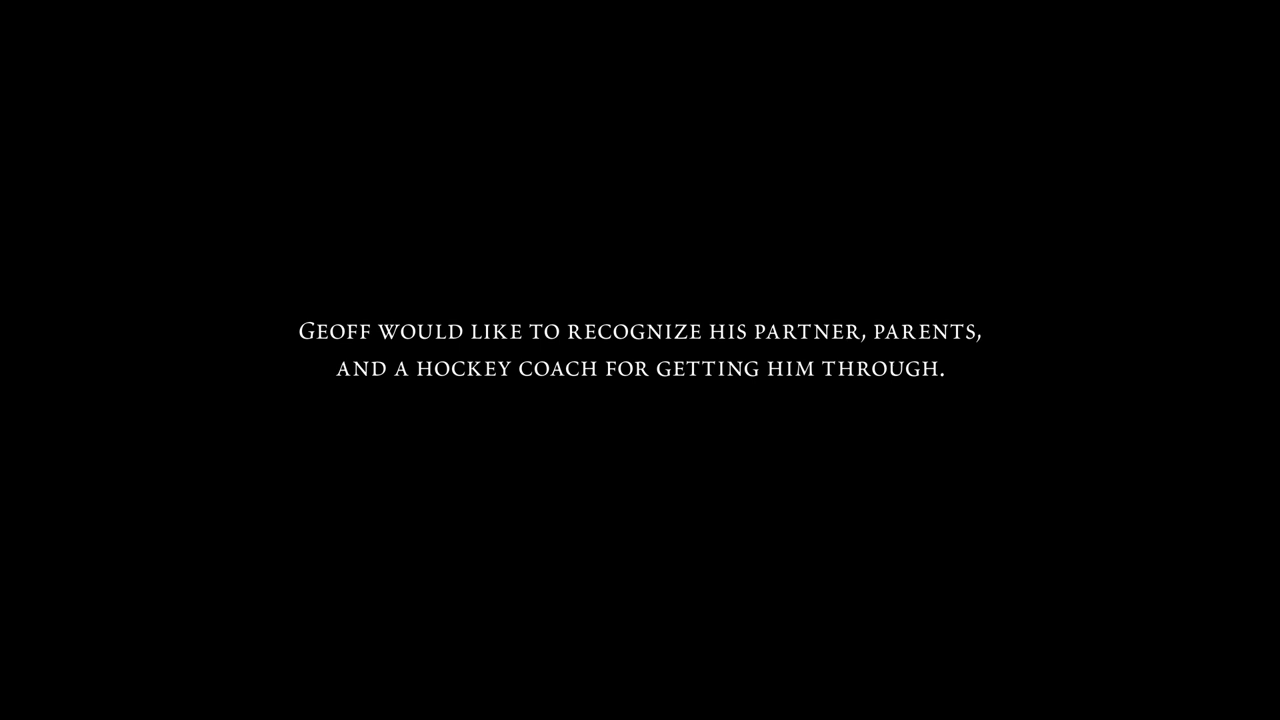 Geoff would like to recognize his partner, parents,
and a hockey coach for getting him through.